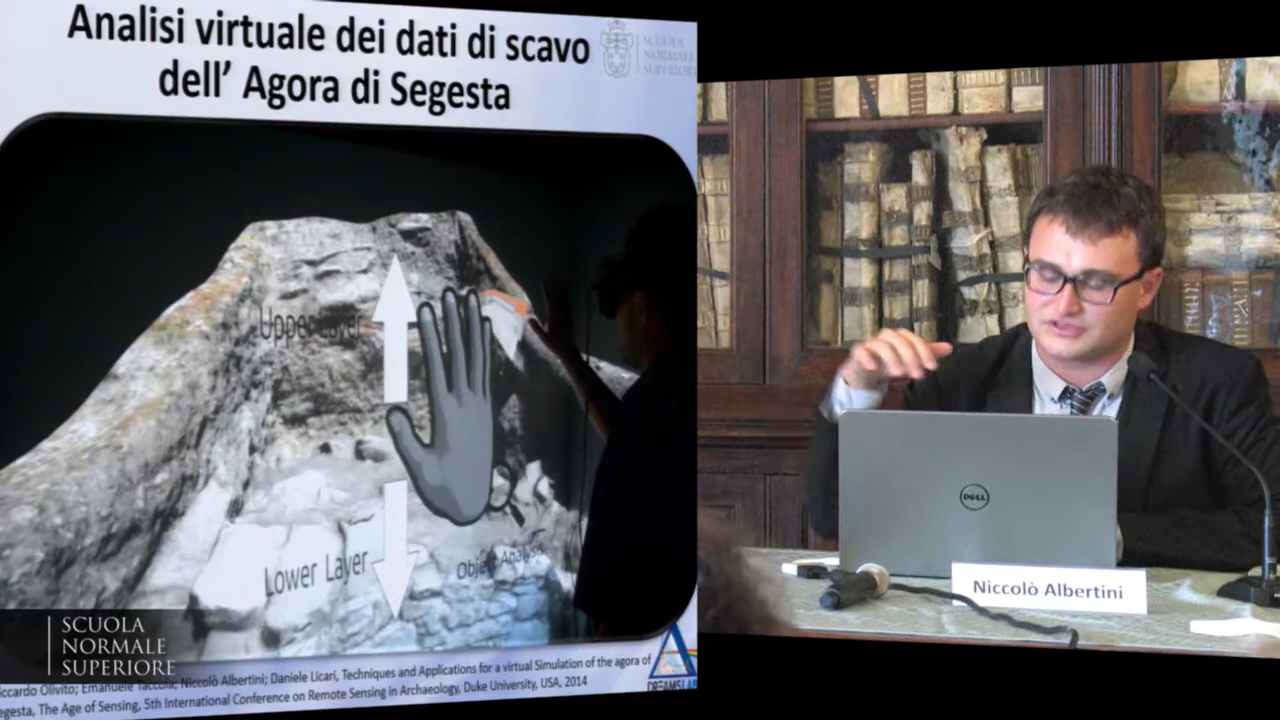 Analisi virtuale dei dati di scavo
dell' Agora di Segesta
SCUOLA
NORMALE
SUPERIORE
Upper Layer
Lower Layer
Object Analysis
SCUOLA
NORMALE
SUPERIORE
iccardo Olivito; Emanuele Taccola; Niccolò Albertini; Daniele Licari, Techniques and Applications for a virtual Simulation of the agora of
egesta, The Age of Sensing, 5th International Conference on Remote Sensing in Archaeology, Duke University, USA, 2014
DREAMSLAB
DELL
Niccolò Albertini